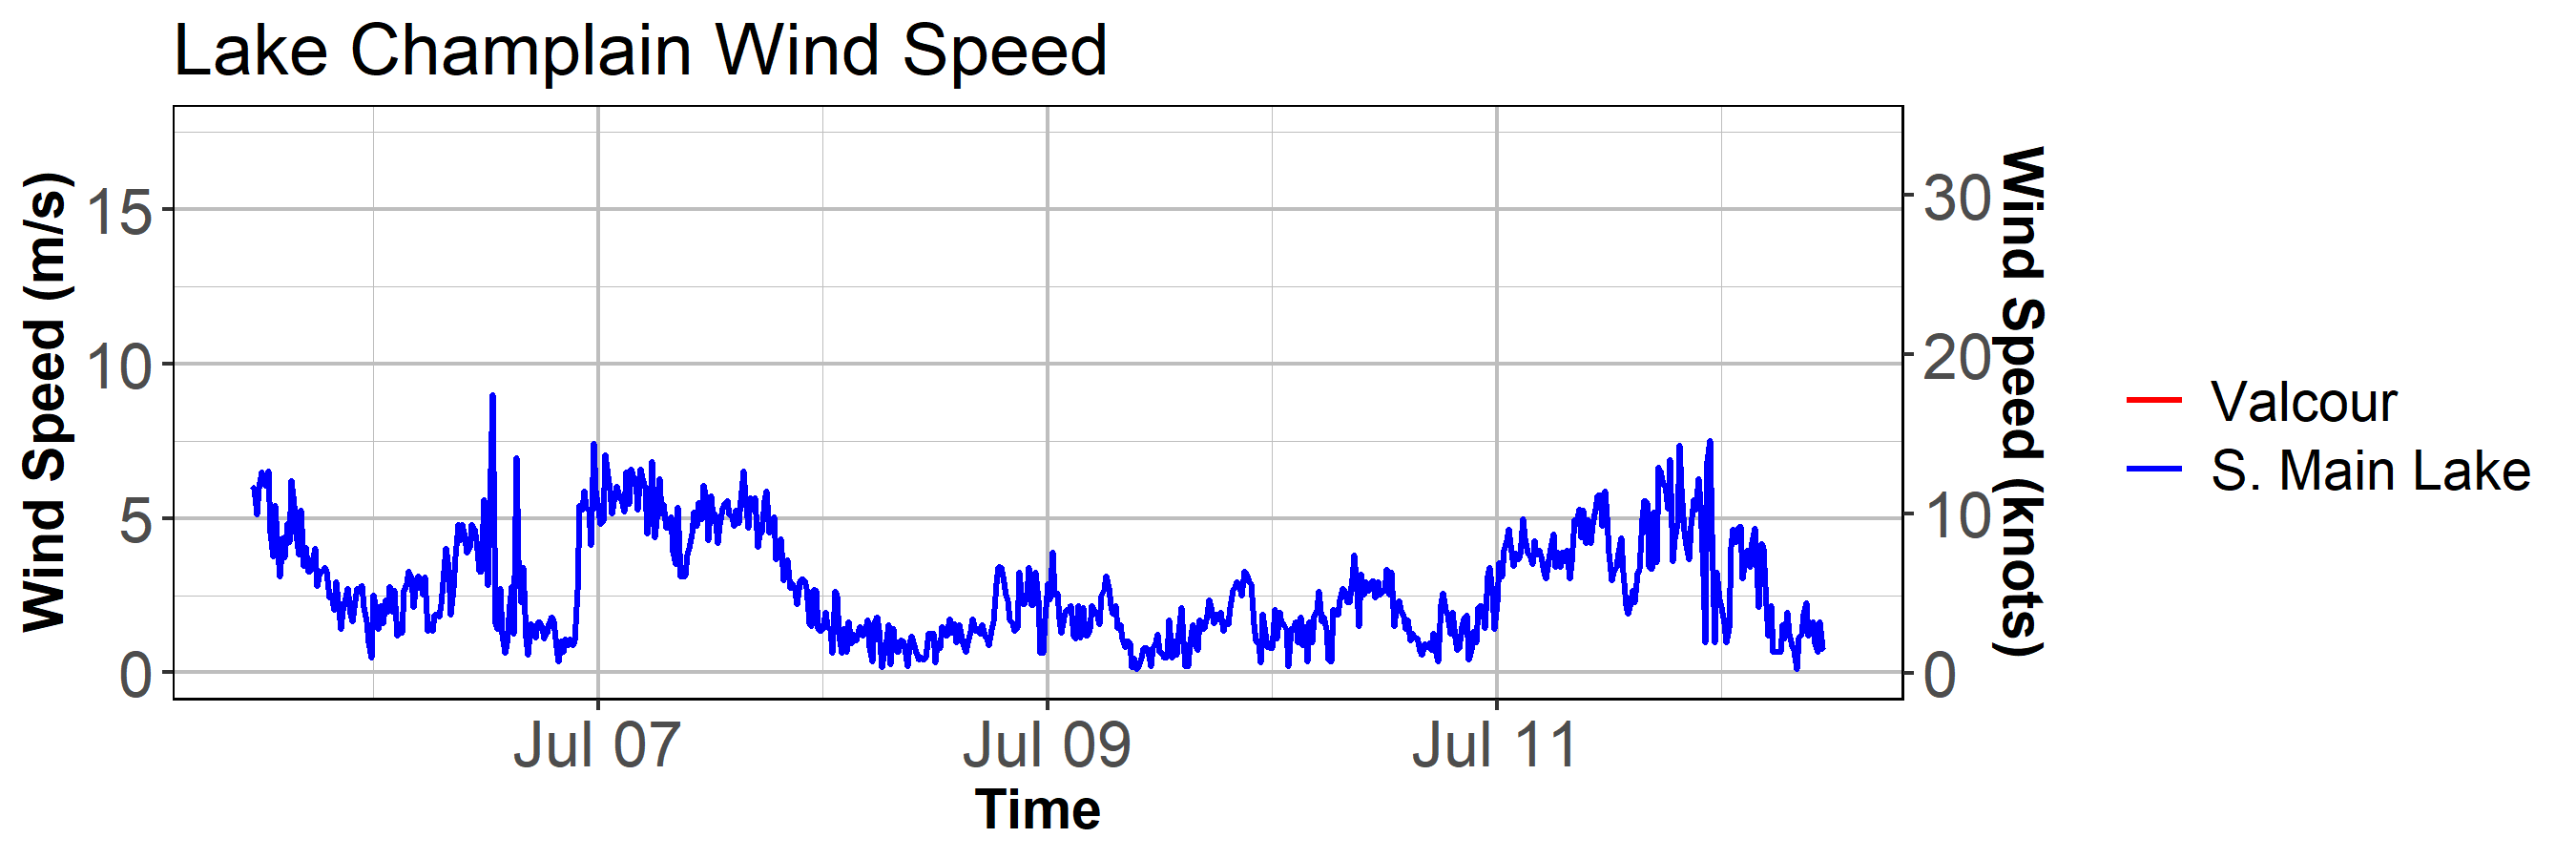 Lake Champlain Wind Speed
Wind Speed (m/s)
15
10
5
0
30
20
10
0
Wind Speed (knots)
Jul 07
Jul 09
Jul 11
Time
Valcour
S. Main Lake